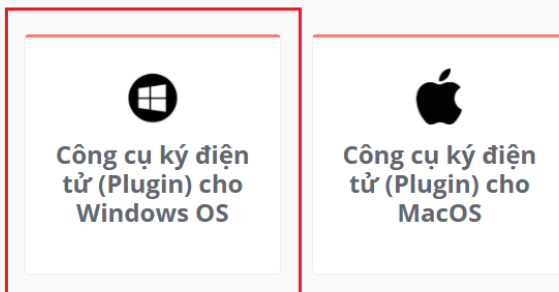 Công cụ ký điện
tử (Plugin) cho
Windows OS
Công cụ ký điện
tử (Plugin) cho
MacOS